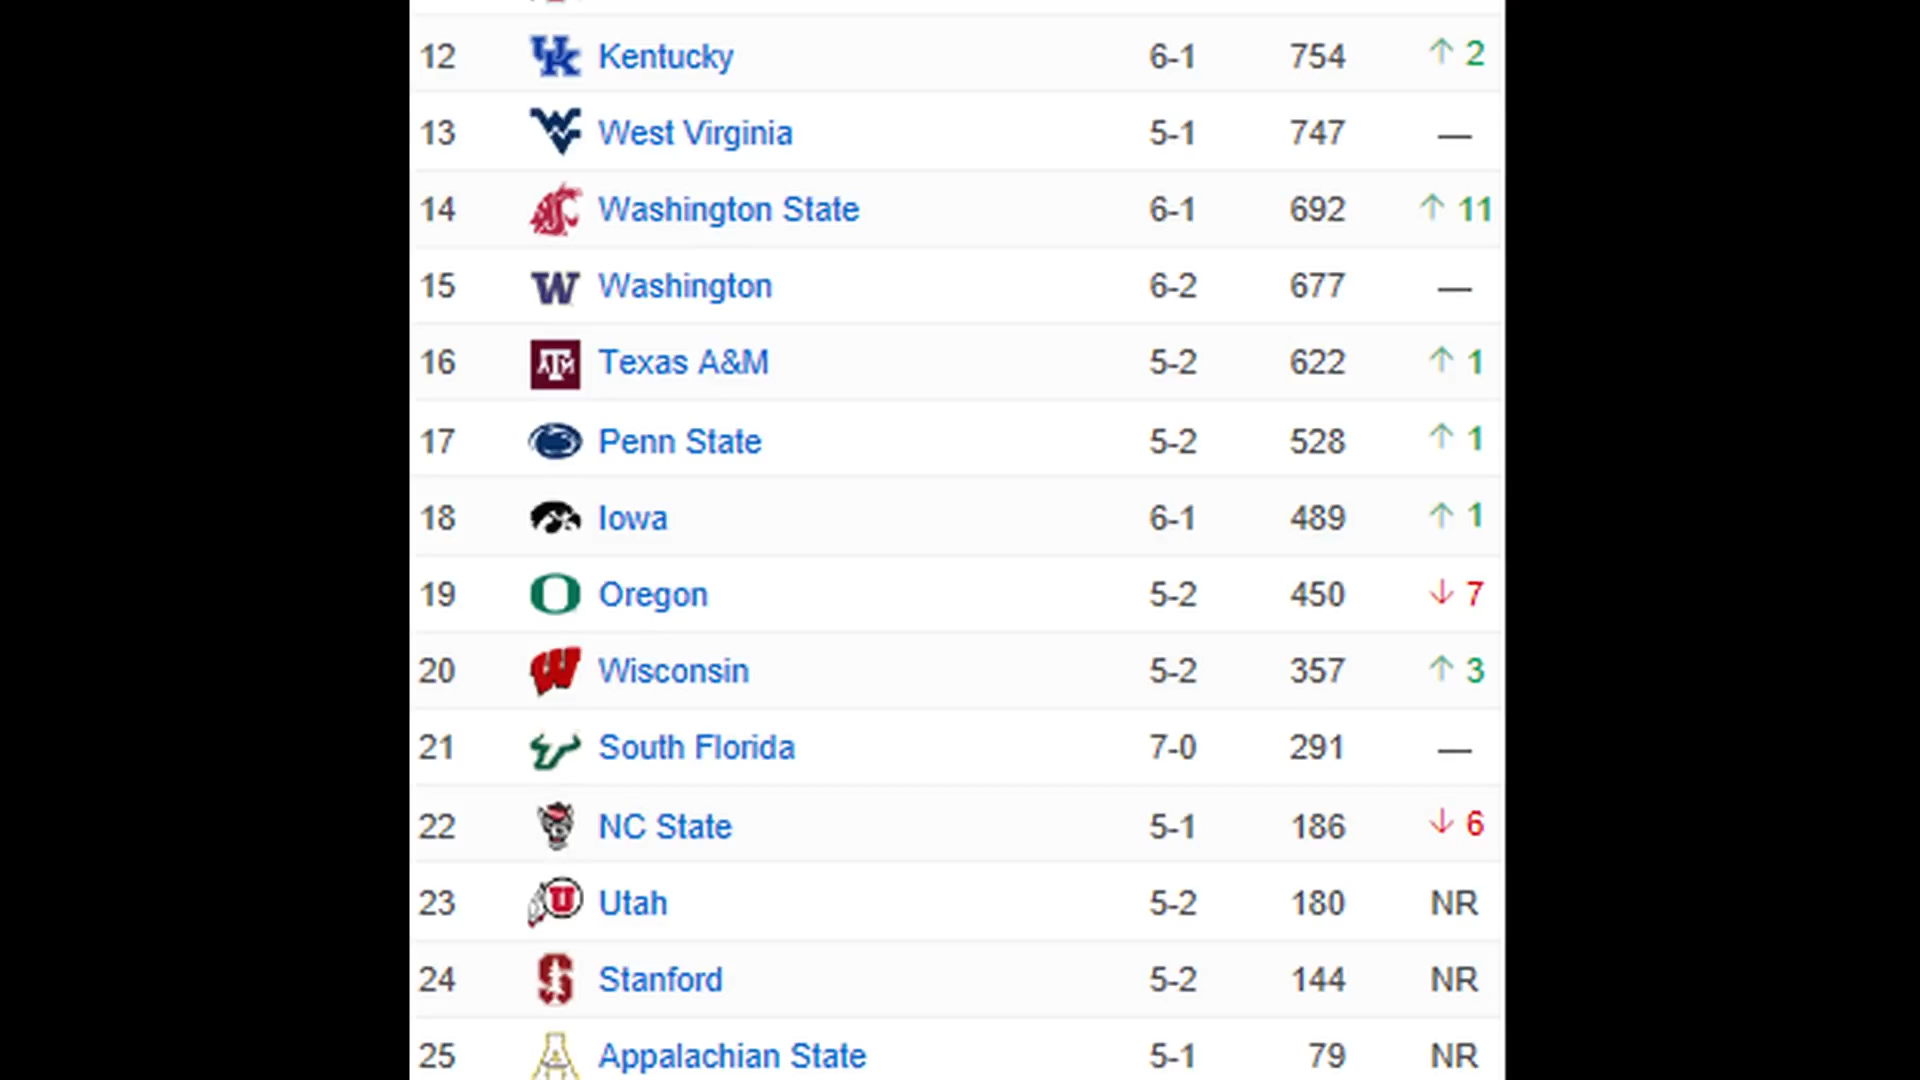 12 Kentucky 6-1 754 ↑ 2
13 West Virginia 5-1 747 —
14 Washington State 6-1 692 ↑ 11
15 W Washington 6-2 677 —
16 ATM Texas A&M 5-2 622 ↑ 1
17 Penn State 5-2 528 ↑ 1
18 Iowa 6-1 489 ↑ 1
19 Oregon 5-2 450 ↓ 7
20 W Wisconsin 5-2 357 ↑ 3
21 South Florida 7-0 291 —
22 NC State 5-1 186 ↓ 6
23 U Utah 5-2 180 NR
24 S Stanford 5-2 144 NR
25 A Appalachian State 5-1 79 NR